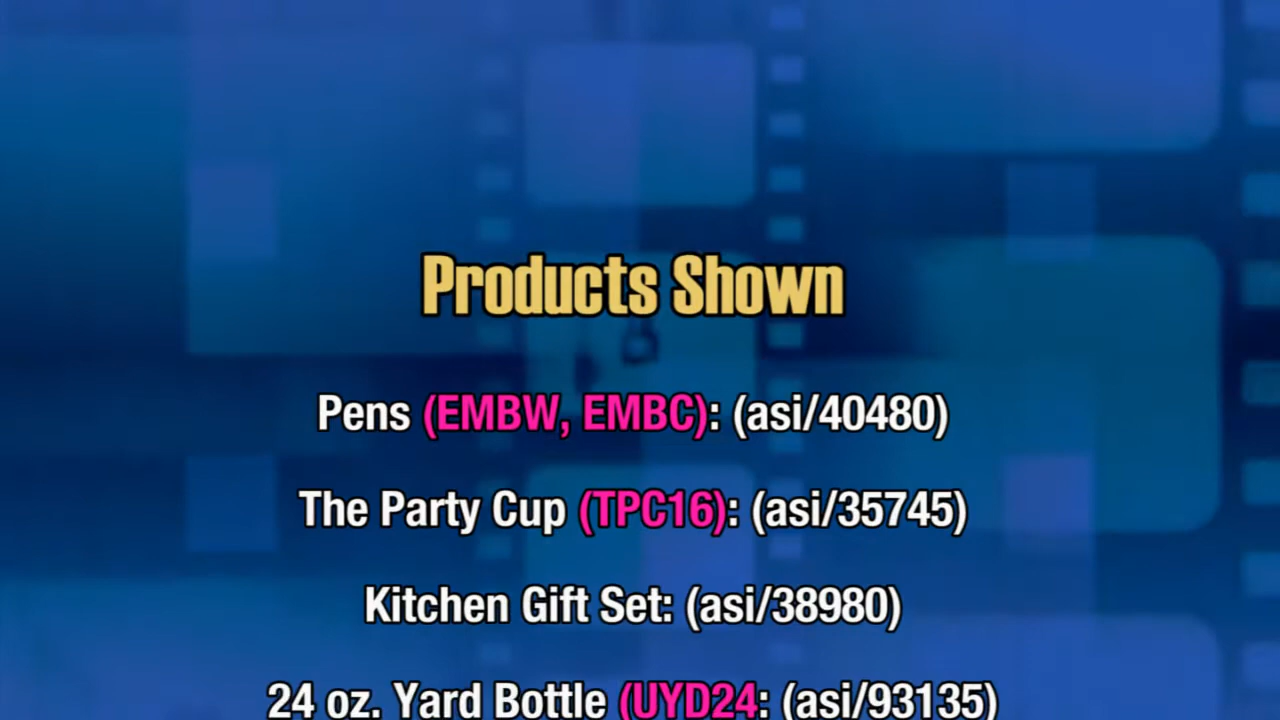 Products Shown
Pens (EMBW, EMBC): (asi/40480)
The Party Cup (TPC16): (asi/35745)
Kitchen Gift Set: (asi/38980)
24 oz. Yard Bottle (UYD24: (asi/93135)